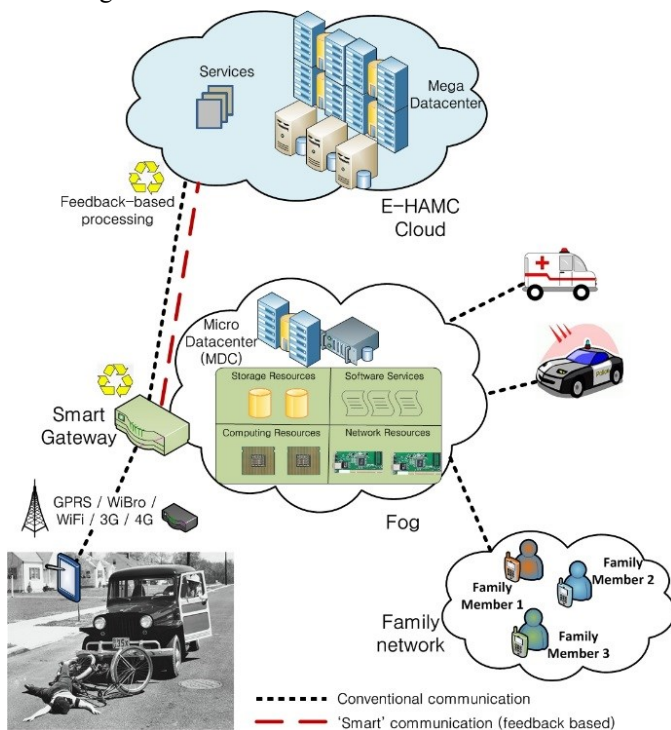 Services
Mega
Datacenter
E-HAMC
Cloud
Feedback-based
processing
Micro
Datacenter
(MDC)
Storage Resources
Software Services
Computing Resources
Network Resources
Smart
Gateway
Fog
GPRS / WiBro /
WiFi / 3G / 4G
Family
Member 1
Family
Member 2
Family
Member 3
Family
network
Conventional communication
'Smart' communication (feedback based)